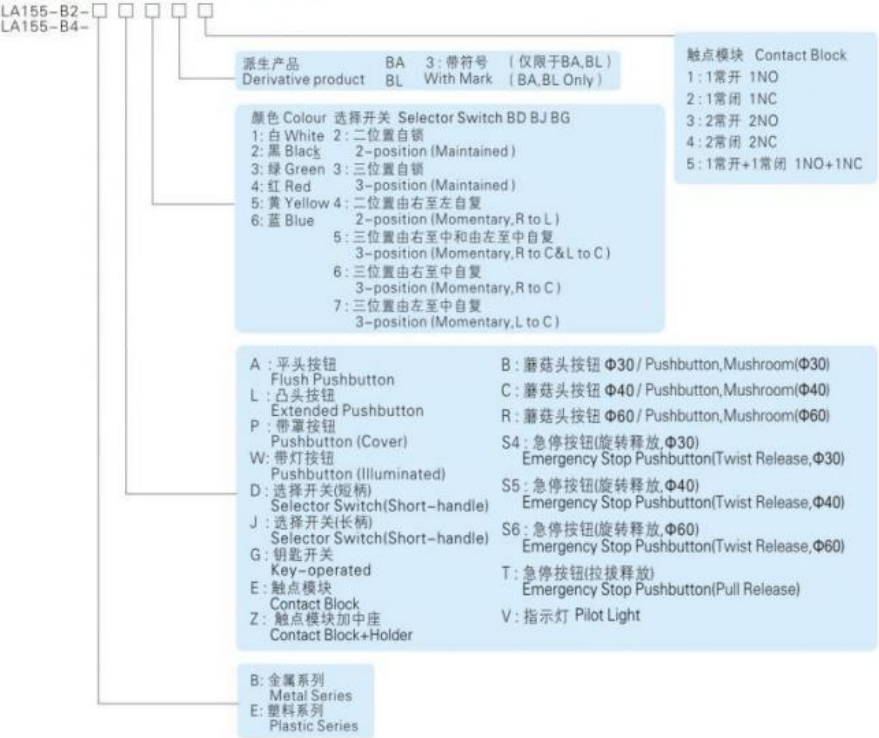 LA155-B2-□ □ □ □ □
LA155-B4-
派生产品 BA 3:带符号 (仅限于BA,BL)
Derivative product BL With Mark (BA,BL Only)
触点模块 Contact Block
1:1常开 1NO
2:1常闭 1NC
3:2常开 2NO
4:2常闭 2NC
5:1常开+1常闭 1NO+1NC
颜色 Colour 选择开关 Selector Switch BD BJ BG
1: 白 White 2:二位置自锁
2: 黑 Black 2-position (Maintained)
3: 绿 Green 3:三位置自锁
4: 红 Red 3-position (Maintained)
5: 黄 Yellow 4:二位置由右至左自复
6: 蓝 Blue 2-position (Momentary,R to L)
5:三位置由右至中和由左至中自复
3-position (Momentary,R to C&L to C)
6:三位置由右至中自复
3-position (Momentary,R to C)
7:三位置由左至中自复
3-position (Momentary,L to C)
A:平头按钮
Flush Pushbutton
L:凸头按钮
Extended Pushbutton
P:带罩按钮
Pushbutton (Cover)
W:带灯按钮
Pushbutton (Illuminated)
D:选择开关(短柄)
Selector Switch(Short-handle)
J:选择开关(长柄)
Selector Switch(Short-handle)
G:钥匙开关
Key-operated
E:触点模块
Contact Block
Z:触点模块加中座
Contact Block+Holder
B:蘑菇头按钮 Φ30/ Pushbutton,Mushroom(Φ30)
C:蘑菇头按钮 Φ40/ Pushbutton,Mushroom(Φ40)
R:蘑菇头按钮 Φ60/ Pushbutton,Mushroom(Φ60)
S4:急停按钮(旋转释放,Φ30)
Emergency Stop Pushbutton(Twist Release,Φ30)
S5:急停按钮(旋转释放,Φ40)
Emergency Stop Pushbutton(Twist Release,Φ40)
S6:急停按钮(旋转释放,Φ60)
Emergency Stop Pushbutton(Twist Release,Φ60)
T:急停按钮(拉拔释放)
Emergency Stop Pushbutton(Pull Release)
V:指示灯 Pilot Light
B: 金属系列
Metal Series
E: 塑料系列
Plastic Series